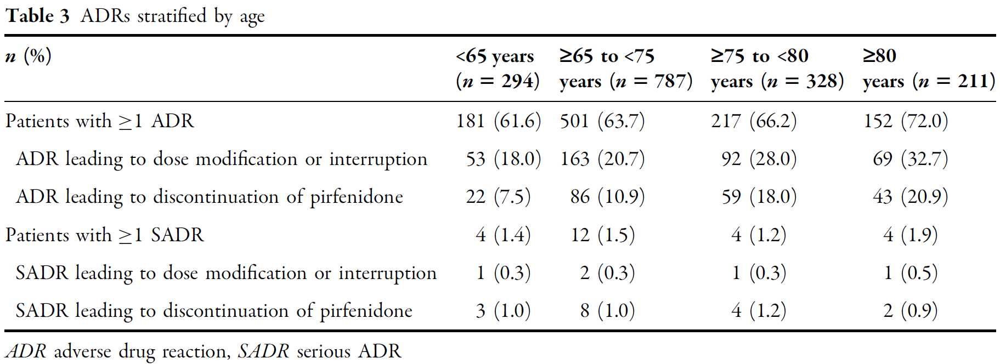 Table 3 ADRs stratified by age
n (%) <65 years ≥65 to <75 ≥75 to <80 ≥80
(n = 294) years (n = 787) years (n = 328) years (n = 211)
Patients with ≥1 ADR 181 (61.6) 501 (63.7) 217 (66.2) 152 (72.0)
ADR leading to dose modification or interruption 53 (18.0) 163 (20.7) 92 (28.0) 69 (32.7)
ADR leading to discontinuation of pirfenidone 22 (7.5) 86 (10.9) 59 (18.0) 43 (20.9)
Patients with ≥1 SADR 4 (1.4) 12 (1.5) 4 (1.2) 4 (1.9)
SADR leading to dose modification or interruption 1 (0.3) 2 (0.3) 1 (0.3) 1 (0.5)
SADR leading to discontinuation of pirfenidone 3 (1.0) 8 (1.0) 4 (1.2) 2 (0.9)
ADR adverse drug reaction, SADR serious ADR